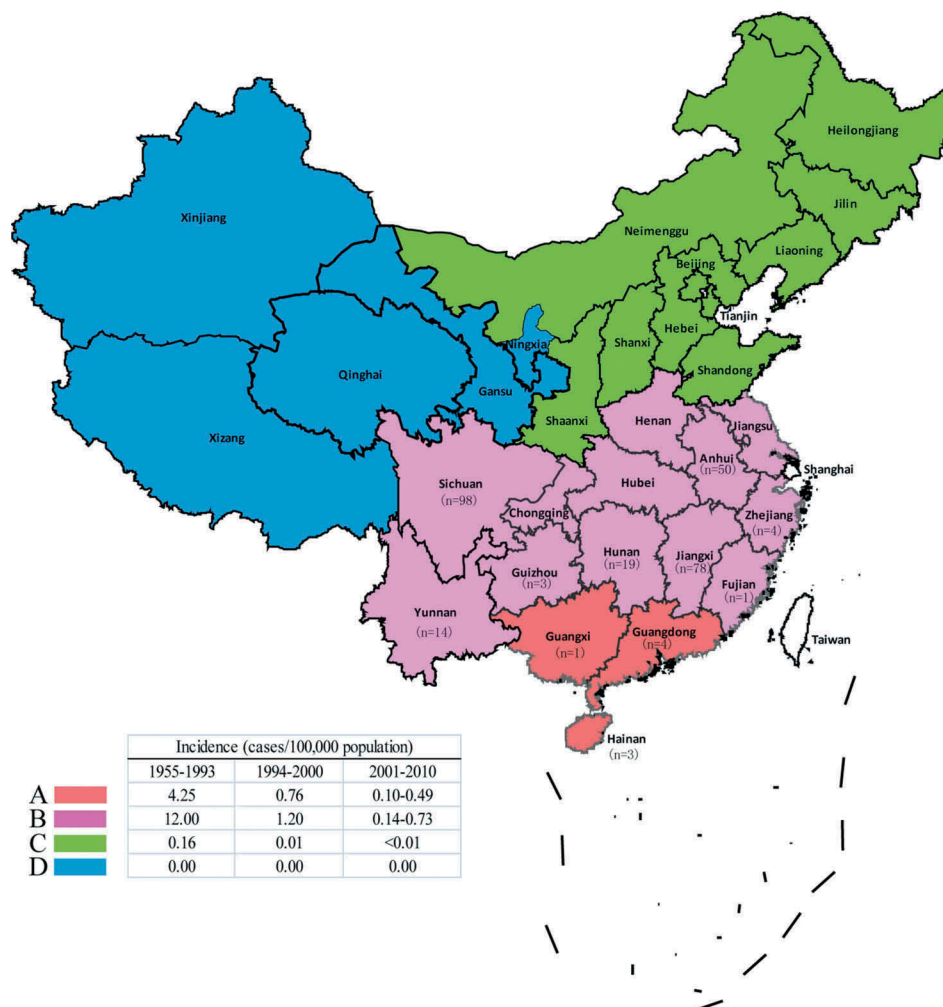 Heilongjiang
Jilin
Xinjiang
Neimenggu
Liaoning
Beijing
Tianjin
Hebei
Ningxia
Shanxi
Shandong
Qinghai
Gansu
Shaanxi
Henan
Jiangsu
Xizang
Anhui
(n=50)
Shanghai
Sichuan
(n=98)
Hubei
Chongqing
Zhejiang
(n=4)
Hunan
(n=19)
Jiangxi
(n=78)
Guizhou
(n=3)
Fujian
(n=1)
Yunnan
(n=14)
Guangxi
(n=1)
Guangdong
(n=4)
Taiwan
Hainan
(n=3)
Incidence (cases/100,000 population)
1955-1993 1994-2000 2001-2010
A 4.25 0.76 0.10-0.49
B 12.00 1.20 0.14-0.73
C 0.16 0.01 <0.01
D 0.00 0.00 0.00